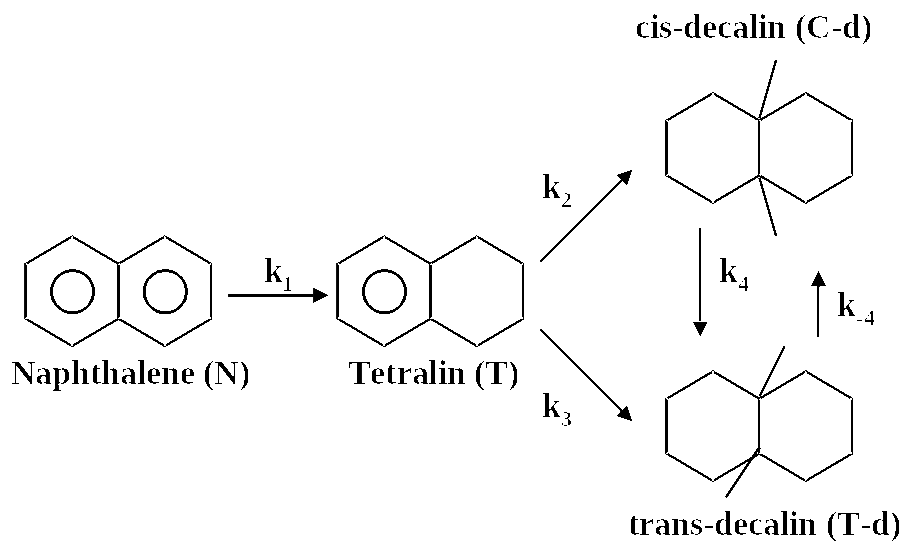 cis-decalin (C-d)
k2
k1
k4
k-4
Naphthalene (N)
Tetralin (T)
k3
trans-decalin (T-d)